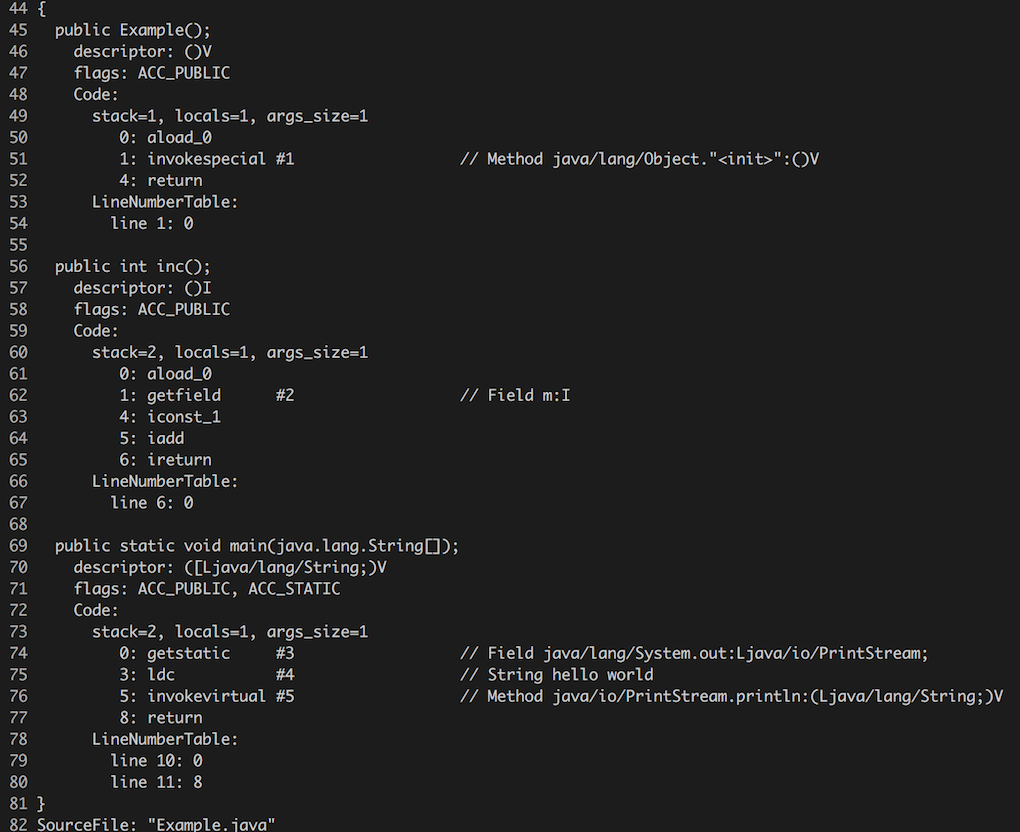 44 {
45   public Example();
46     descriptor: ()V
47     flags: ACC_PUBLIC
48     Code:
49       stack=1, locals=1, args_size=1
50          0: aload_0
51          1: invokespecial #1                  // Method java/lang/Object."<init>":()V
52          4: return
53       LineNumberTable:
54         line 1: 0
55
56   public int inc();
57     descriptor: ()I
58     flags: ACC_PUBLIC
59     Code:
60       stack=2, locals=1, args_size=1
61          0: aload_0
62          1: getfield      #2                  // Field m:I
63          4: iconst_1
64          5: iadd
65          6: ireturn
66       LineNumberTable:
67         line 6: 0
68
69   public static void main(java.lang.String[]);
70     descriptor: ([Ljava/lang/String;)V
71     flags: ACC_PUBLIC, ACC_STATIC
72     Code:
73       stack=2, locals=1, args_size=1
74          0: getstatic     #3                  // Field java/lang/System.out:Ljava/io/PrintStream;
75          3: ldc           #4                  // String hello world
76          5: invokevirtual #5                  // Method java/io/PrintStream.println:(Ljava/lang/String;)V
77          8: return
78       LineNumberTable:
79         line 10: 0
80         line 11: 8
81 }
82 SourceFile: "Example.java"